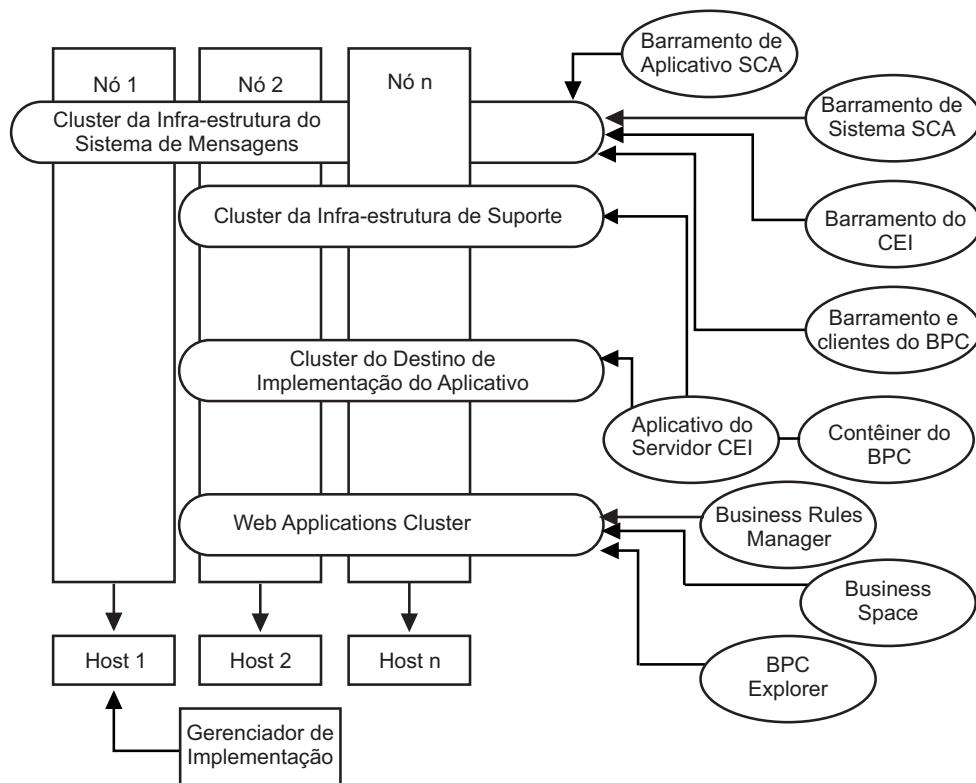 Nó 1
Nó 2
Nó n
Barramento de
Aplicativo SCA
Cluster da Infra-estrutura do
Sistema de Mensagens
Barramento de
Sistema SCA
Cluster da Infra-estrutura de Suporte
Barramento do
CEI
Barramento e
clientes do BPC
Cluster do Destino de
Implementação do Aplicativo
Aplicativo do
Servidor CEI
Contêiner do
BPC
Web Applications Cluster
Business Rules
Manager
Business
Space
Host 1
Host 2
Host n
BPC
Explorer
Gerenciador de
Implementação